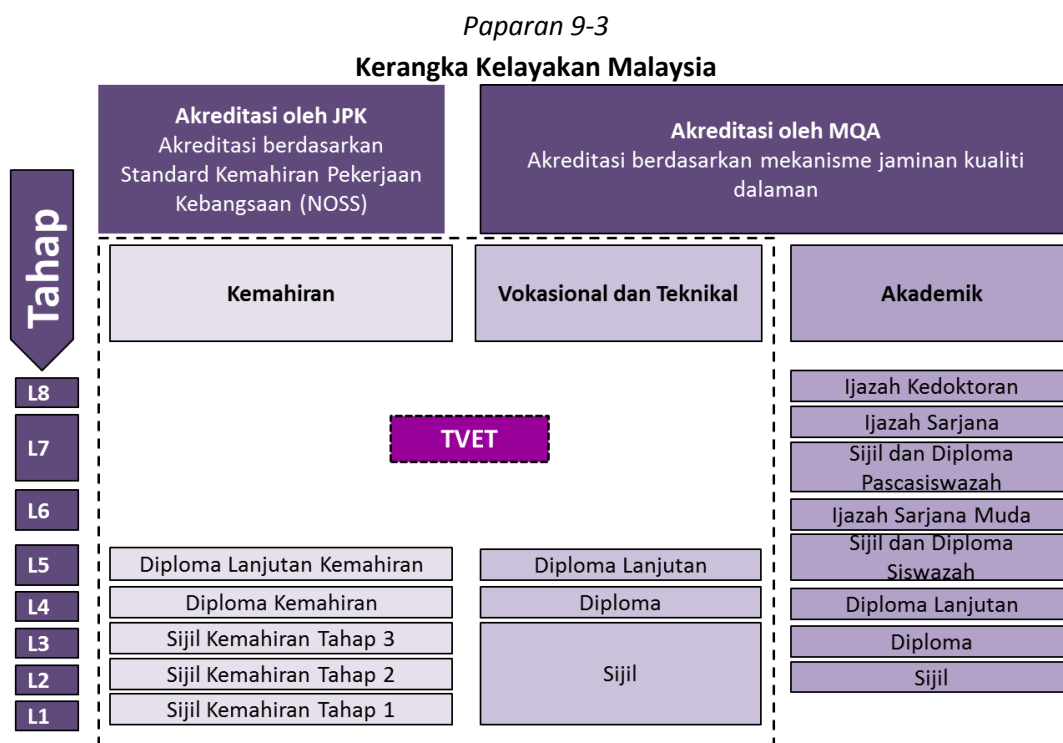 Paparan 9-3
Kerangka Kelayakan Malaysia
Akreditasi oleh JPK
Akreditasi berdasarkan
Standard Kemahiran Pekerjaan
Kebangsaan (NOSS)
Akreditasi oleh MQA
Akreditasi berdasarkan mekanisme jaminan kualiti
dalaman
Tahap
Kemahiran
Vokasional dan Teknikal
Akademik
L8
Ijazah Kedoktoran
L7
TVET
Ijazah Sarjana
Sijil dan Diploma
Pascasiswazah
L6
Ijazah Sarjana Muda
L5
Diploma Lanjutan Kemahiran
Diploma Lanjutan
Sijil dan Diploma
Siswazah
L4
Diploma Kemahiran
Diploma
Diploma Lanjutan
L3
Sijil Kemahiran Tahap 3
Diploma
L2
Sijil Kemahiran Tahap 2
Sijil
Sijil
L1
Sijil Kemahiran Tahap 1